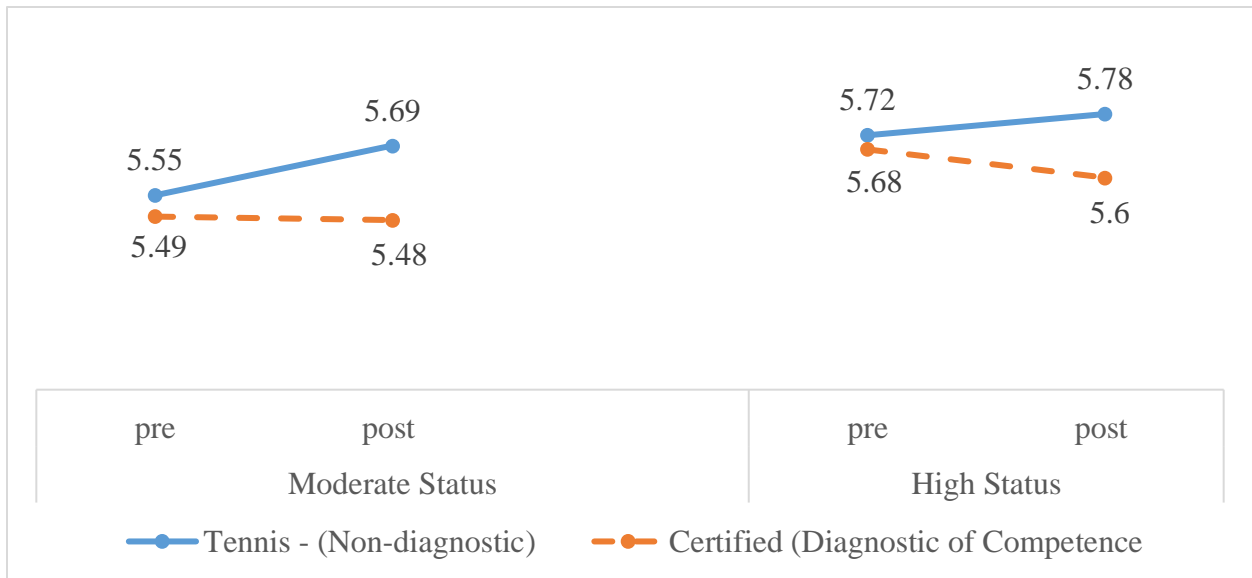 5.55
5.69
5.49
5.48
5.72
5.78
5.68
5.6
pre post pre post
Moderate Status High Status
Tennis - (Non-diagnostic) Certified (Diagnostic of Competence